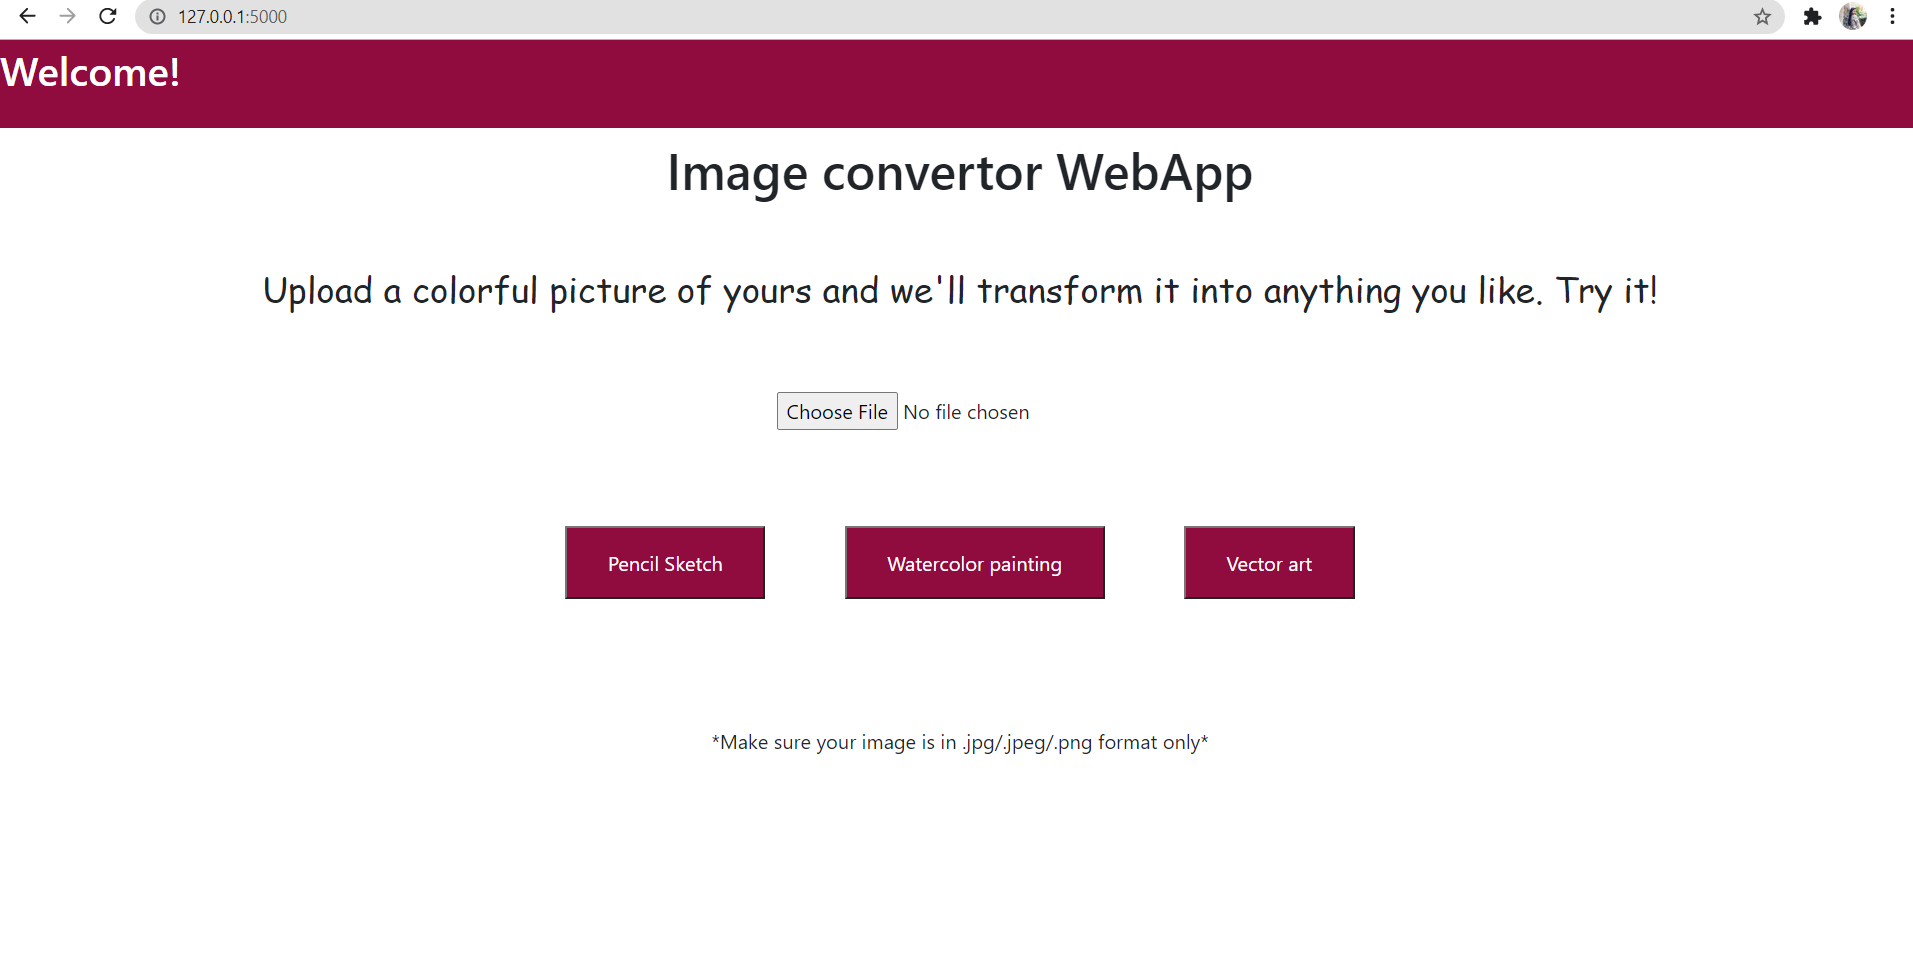 127.0.0.1:5000
Welcome!
Image convertor WebApp
Upload a colorful picture of yours and we'll transform it into anything you like. Try it!
Choose File No file chosen
Pencil Sketch Watercolor painting Vector art
*Make sure your image is in .jpg/.jpeg/.png format only*